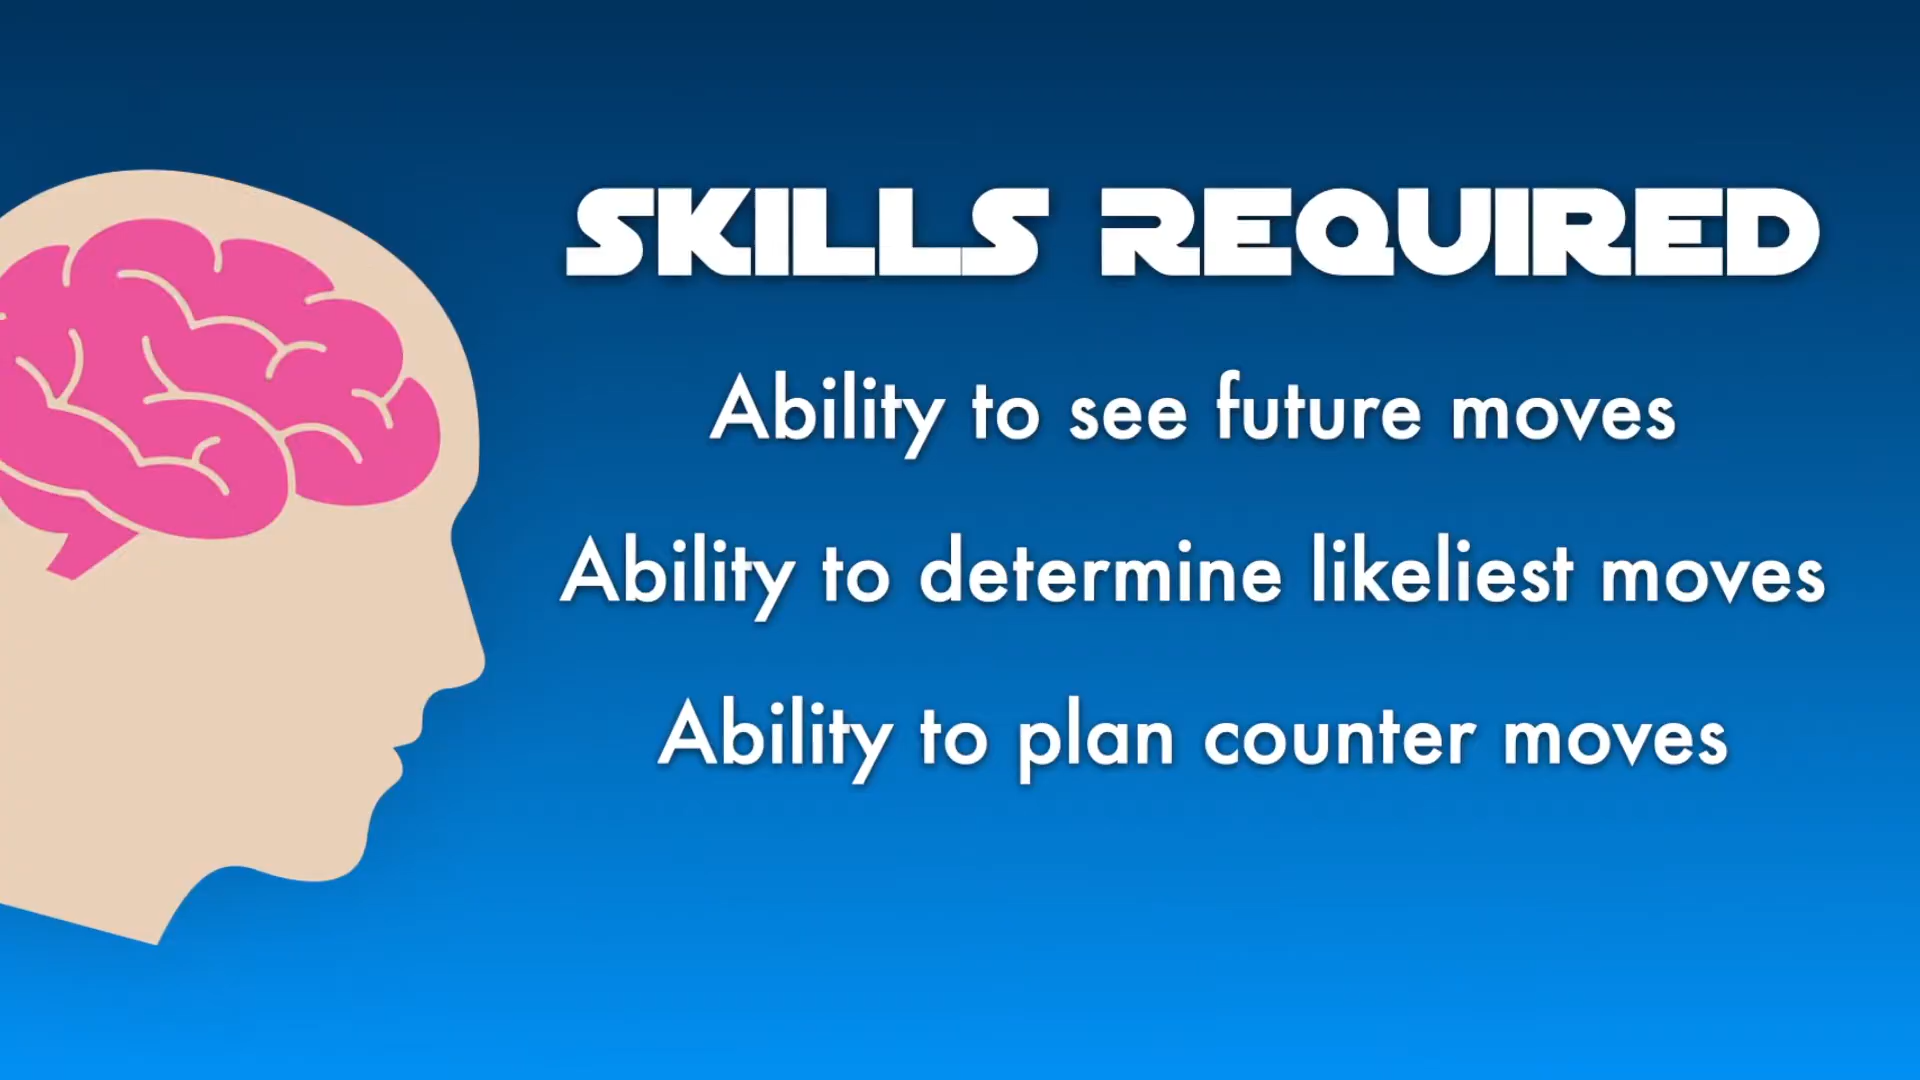 SKILLS REQUIRED
Ability to see future moves
Ability to determine likeliest moves
Ability to plan counter moves